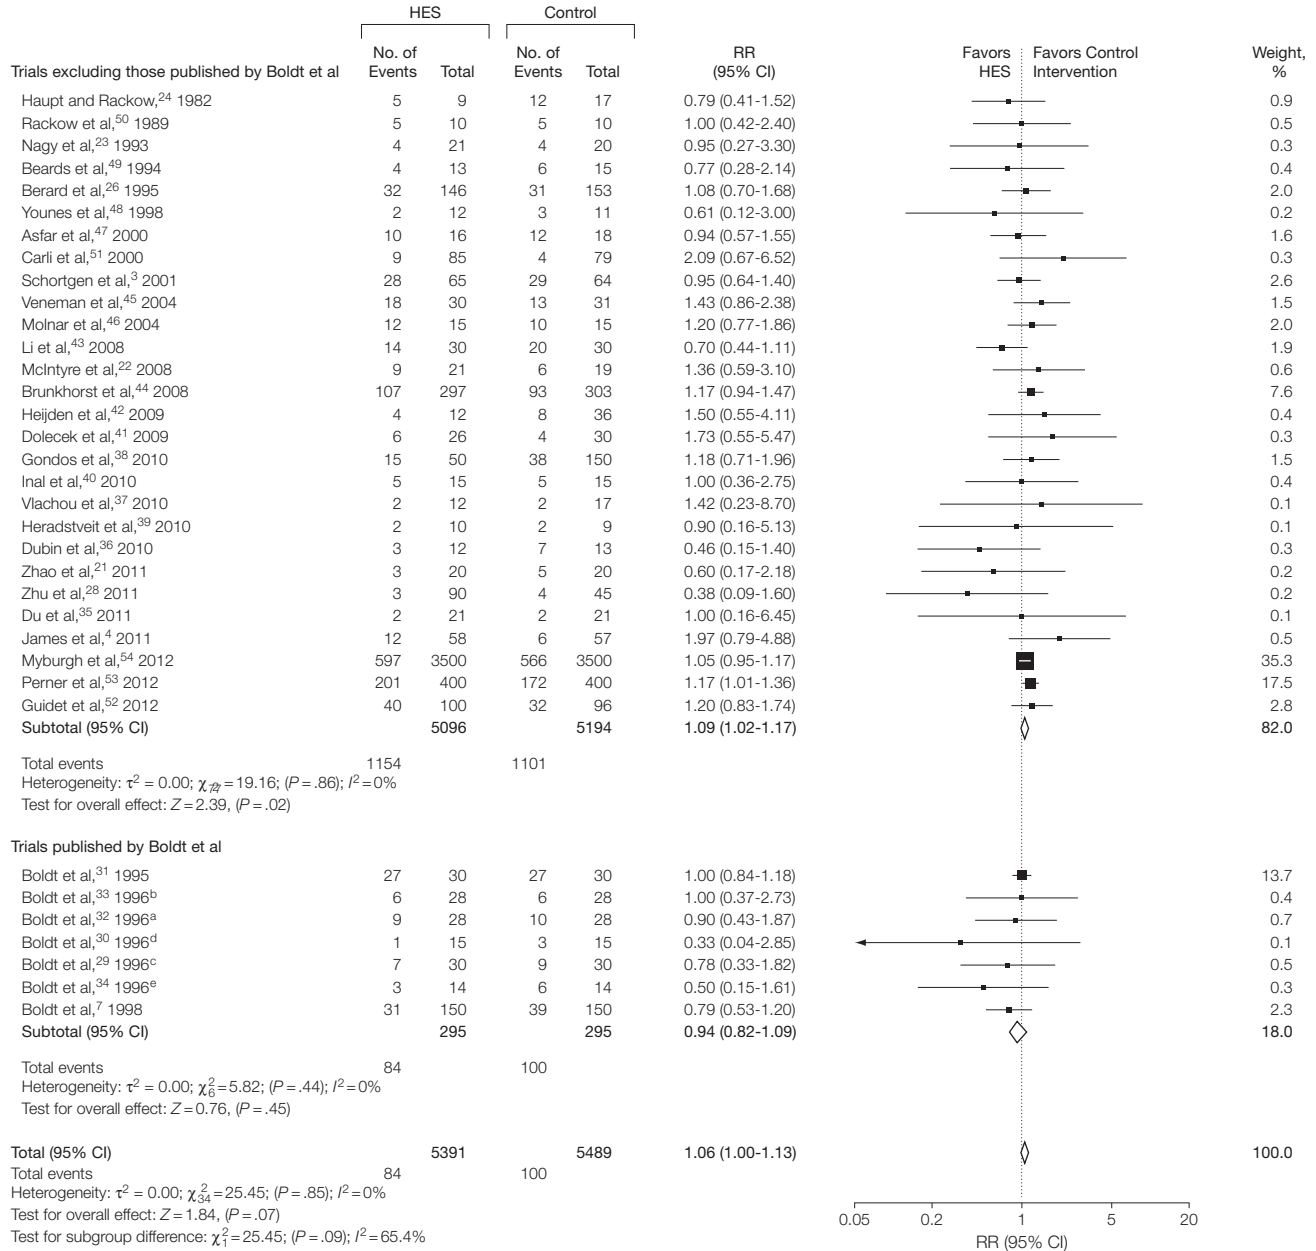 HES Control
Trials excluding those published by Boldt et al No. of Events Total No. of Events Total RR (95% CI) Favors HES Favors Control Intervention Weight, %
Haupt and Rackow,24 1982 5 9 12 17 0.79 (0.41-1.52) 0.9
Rackow et al,50 1989 5 10 5 10 1.00 (0.42-2.40) 0.5
Nagy et al,23 1993 4 21 4 20 0.95 (0.27-3.30) 0.3
Beards et al,49 1994 4 13 6 15 0.77 (0.28-2.14) 0.4
Berard et al,26 1995 32 146 31 153 1.08 (0.70-1.68) 2.0
Younes et al,48 1998 2 12 3 11 0.61 (0.12-3.00) 0.2
Asfar et al,47 2000 10 16 12 18 0.94 (0.57-1.55) 1.6
Carli et al,51 2000 9 85 4 79 2.09 (0.67-6.52) 0.3
Schortgen et al,3 2001 28 65 29 64 0.95 (0.64-1.40) 2.6
Veneman et al,45 2004 18 30 13 31 1.43 (0.86-2.38) 1.5
Molnar et al,46 2004 12 15 10 15 1.20 (0.77-1.86) 2.0
Li et al,43 2008 14 30 20 30 0.70 (0.44-1.11) 1.9
McIntyre et al,22 2008 9 21 6 19 1.36 (0.59-3.10) 0.6
Brunkhorst et al,44 2008 107 297 93 303 1.17 (0.94-1.47) 7.6
Heijden et al,42 2009 4 12 8 36 1.50 (0.55-4.11) 0.4
Dolecek et al,41 2009 6 26 4 30 1.73 (0.55-5.47) 0.3
Gondos et al,38 2010 15 50 38 150 1.18 (0.71-1.96) 1.5
Inal et al,40 2010 5 15 5 15 1.00 (0.36-2.75) 0.4
Vlachou et al,37 2010 2 12 2 17 1.42 (0.23-8.70) 0.1
Heradstveit et al,39 2010 2 10 2 9 0.90 (0.16-5.13) 0.1
Dubin et al,36 2010 3 12 7 13 0.46 (0.15-1.40) 0.3
Zhao et al,21 2011 3 20 5 20 0.60 (0.17-2.18) 0.2
Zhu et al,28 2011 3 90 4 45 0.38 (0.09-1.60) 0.2
Du et al,35 2011 2 21 2 21 1.00 (0.16-6.45) 0.1
James et al,4 2011 12 58 6 57 1.97 (0.79-4.88) 0.5
Myburgh et al,54 2012 597 3500 566 3500 1.05 (0.95-1.17) 35.3
Perner et al,53 2012 201 400 172 400 1.17 (1.01-1.36) 17.5
Guidet et al,52 2012 40 100 32 96 1.20 (0.83-1.74) 2.8
Subtotal (95% CI) 5096 5194 1.09 (1.02-1.17) 82.0
Total events 1154 1101
Heterogeneity: τ² = 0.00; χ = 19.16; (P = .86); I² = 0%
Test for overall effect: Z = 2.39, (P = .02)
Trials published by Boldt et al
Boldt et al,31 1995 27 30 27 30 1.00 (0.84-1.18) 13.7
Boldt et al,33 1996b 6 28 6 28 1.00 (0.37-2.73) 0.4
Boldt et al,32 1996a 9 28 10 28 0.90 (0.43-1.87) 0.7
Boldt et al,30 1996d 1 15 3 15 0.33 (0.04-2.85) 0.1
Boldt et al,29 1996c 7 30 9 30 0.78 (0.33-1.82) 0.5
Boldt et al,34 1996e 3 14 6 14 0.50 (0.15-1.61) 0.3
Boldt et al,7 1998 31 150 39 150 0.79 (0.53-1.20) 2.3
Subtotal (95% CI) 295 295 0.94 (0.82-1.09) 18.0
Total events 84 100
Heterogeneity: τ² = 0.00; χ²6 = 5.82; (P = .44); I² = 0%
Test for overall effect: Z = 0.76, (P = .45)
Total (95% CI) 5391 5489 1.06 (1.00-1.13) 100.0
Total events 84 100
Heterogeneity: τ² = 0.00; χ²34 = 25.45; (P = .85); I² = 0%
Test for overall effect: Z = 1.84, (P = .07)
Test for subgroup difference: χ²1 = 25.45; (P = .09); I² = 65.4%
0.05 0.2 1 5 20
RR (95% CI)